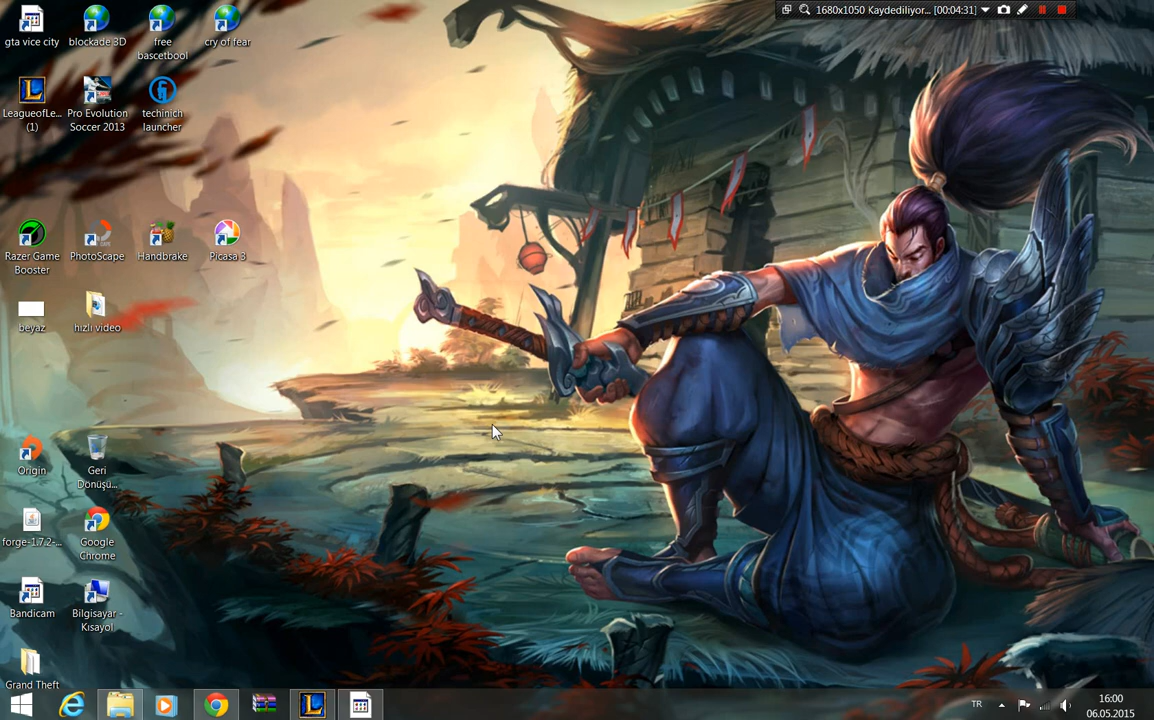 1680x1050 Kaydediliyor... [00:04:31]
gta vice city
blockade 3D
free
bascetbool
cry of fear
LeagueofLe...
(1)
Pro Evolution
Soccer 2013
techinich
launcher
Razer Game
Booster
PhotoScape
Handbrake
Picasa 3
beyaz
hızlı video
Origin
Geri
Dönüşü...
forge-1.7.2-...
Google
Chrome
Bandicam
Bilgisayar -
Kısayol
Grand Theft
TR
16:00
06.05.2015